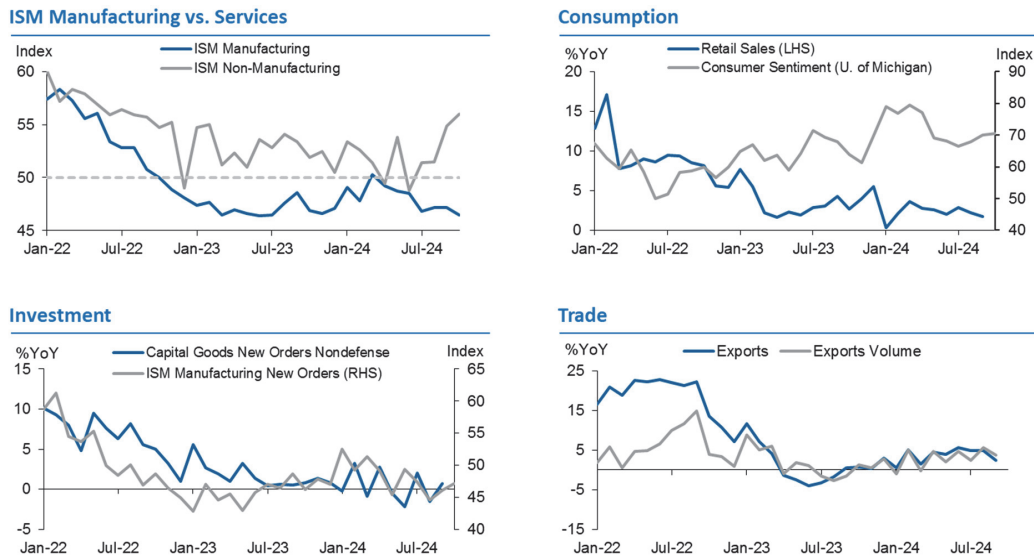 ISM Manufacturing vs. Services
Index
ISM Manufacturing
ISM Non-Manufacturing
60
55
50
45
Jan-22 Jul-22 Jan-23 Jul-23 Jan-24 Jul-24
Consumption
%YoY
Retail Sales (LHS)
Index
Consumer Sentiment (U. of Michigan)
20
15
10
5
0
90
80
70
60
50
40
Jan-22 Jul-22 Jan-23 Jul-23 Jan-24 Jul-24
Investment
%YoY
Capital Goods New Orders Nondefense
Index
ISM Manufacturing New Orders (RHS)
15
10
5
0
-5
65
60
55
50
45
40
Jan-22 Jul-22 Jan-23 Jul-23 Jan-24 Jul-24
Trade
%YoY
Exports
Exports Volume
25
15
5
-5
-15
Jan-22 Jul-22 Jan-23 Jul-23 Jan-24 Jul-24